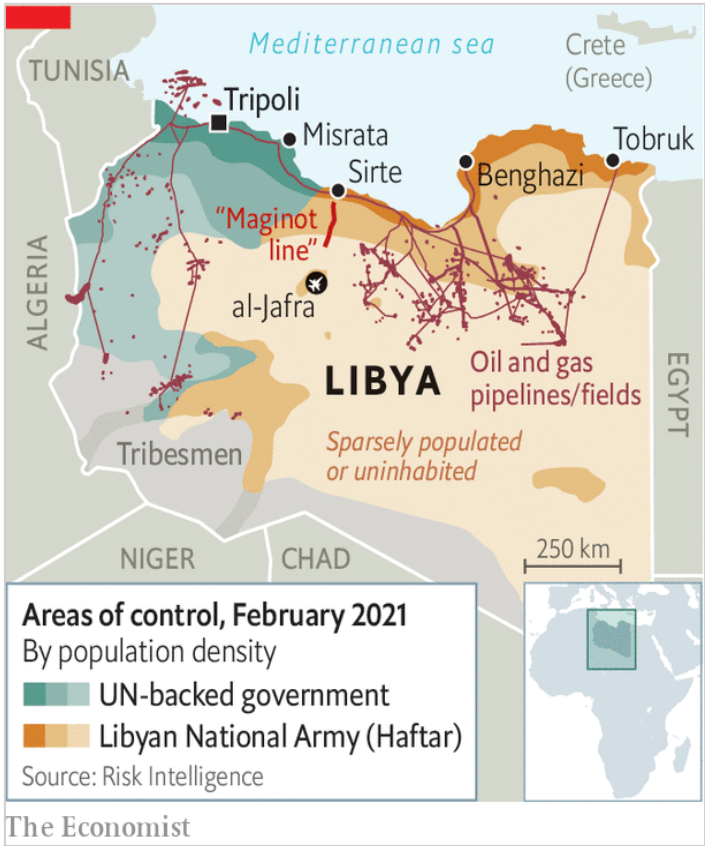 Mediterranean sea
Crete
(Greece)
TUNISIA
Tripoli
Misrata
Tobruk
Sirte
Benghazi
"Maginot
line"
ALGERIA
al-Jafra
LIBYA
Oil and gas
pipelines/fields
EGYPT
Sparsely populated
or uninhabited
Tribesmen
250 km
NIGER
CHAD
Areas of control, February 2021
By population density
UN-backed government
Libyan National Army (Haftar)
Source: Risk Intelligence
The Economist